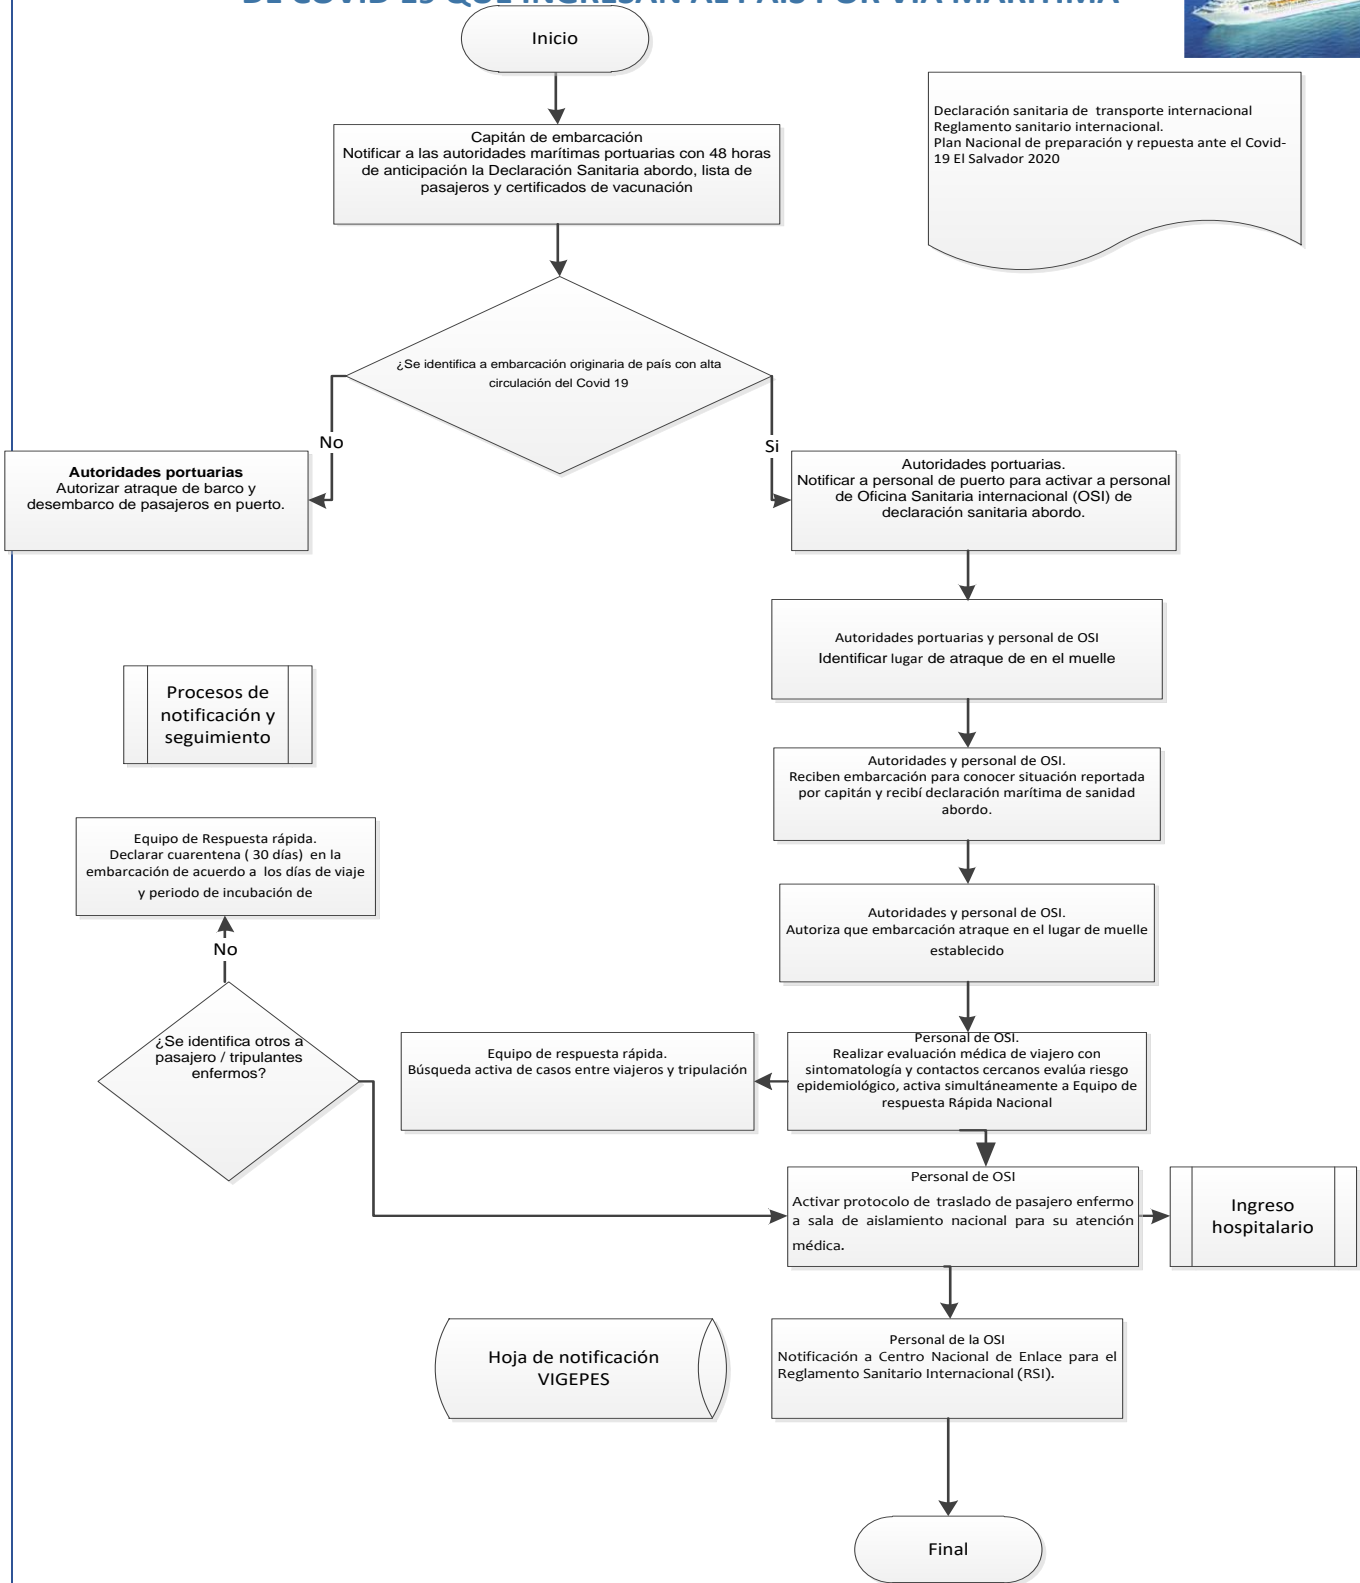 DE COVID 19 QUE INGRESAN AL PAIS POR VIA MARITIMA
Inicio
Declaración sanitaria de transporte internacional
Reglamento sanitario internacional.
Plan Nacional de preparación y repuesta ante el Covid-
19 El Salvador 2020
Capitán de embarcación
Notificar a las autoridades marítimas portuarias con 48 horas
de anticipación la Declaración Sanitaria abordo, lista de
pasajeros y certificados de vacunación
¿Se identifica a embarcación originaria de país con alta
circulación del Covid 19
No
Si
Autoridades portuarias
Autorizar atraque de barco y
desembarco de pasajeros en puerto.
Autoridades portuarias.
Notificar a personal de puerto para activar a personal
de Oficina Sanitaria internacional (OSI) de
declaración sanitaria abordo.
Autoridades portuarias y personal de OSI
Identificar lugar de atraque de en el muelle
Procesos de
notificación y
seguimiento
Autoridades y personal de OSI.
Reciben embarcación para conocer situación reportada
por capitán y recibí declaración marítima de sanidad
abordo.
Equipo de Respuesta rápida.
Declarar cuarentena ( 30 días) en la
embarcación de acuerdo a los días de viaje
y periodo de incubación de
Autoridades y personal de OSI.
Autoriza que embarcación atraque en el lugar de muelle
establecido
No
¿Se identifica otros a
pasajero / tripulantes
enfermos?
Equipo de respuesta rápida.
Búsqueda activa de casos entre viajeros y tripulación
Personal de OSI.
Realizar evaluación médica de viajero con
sintomatología y contactos cercanos evalúa riesgo
epidemiológico, activa simultáneamente a Equipo de
respuesta Rápida Nacional
Personal de OSI
Activar protocolo de traslado de pasajero enfermo
a sala de aislamiento nacional para su atención
médica.
Ingreso
hospitalario
Hoja de notificación
VIGEPES
Personal de la OSI
Notificación a Centro Nacional de Enlace para el
Reglamento Sanitario Internacional (RSI).
Final